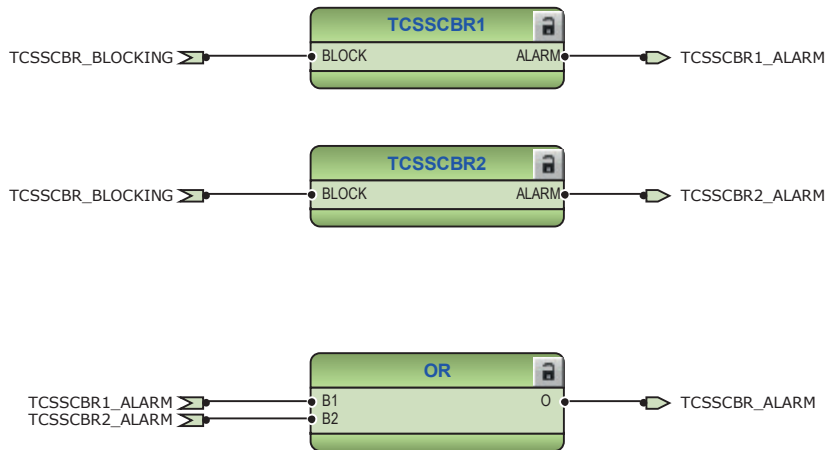 TCSSCBR1
TCSSCBR_BLOCKING BLOCK ALARM TCSSCBR1_ALARM
TCSSCBR2
TCSSCBR_BLOCKING BLOCK ALARM TCSSCBR2_ALARM
OR
TCSSCBR1_ALARM B1 O TCSSCBR_ALARM
TCSSCBR2_ALARM B2